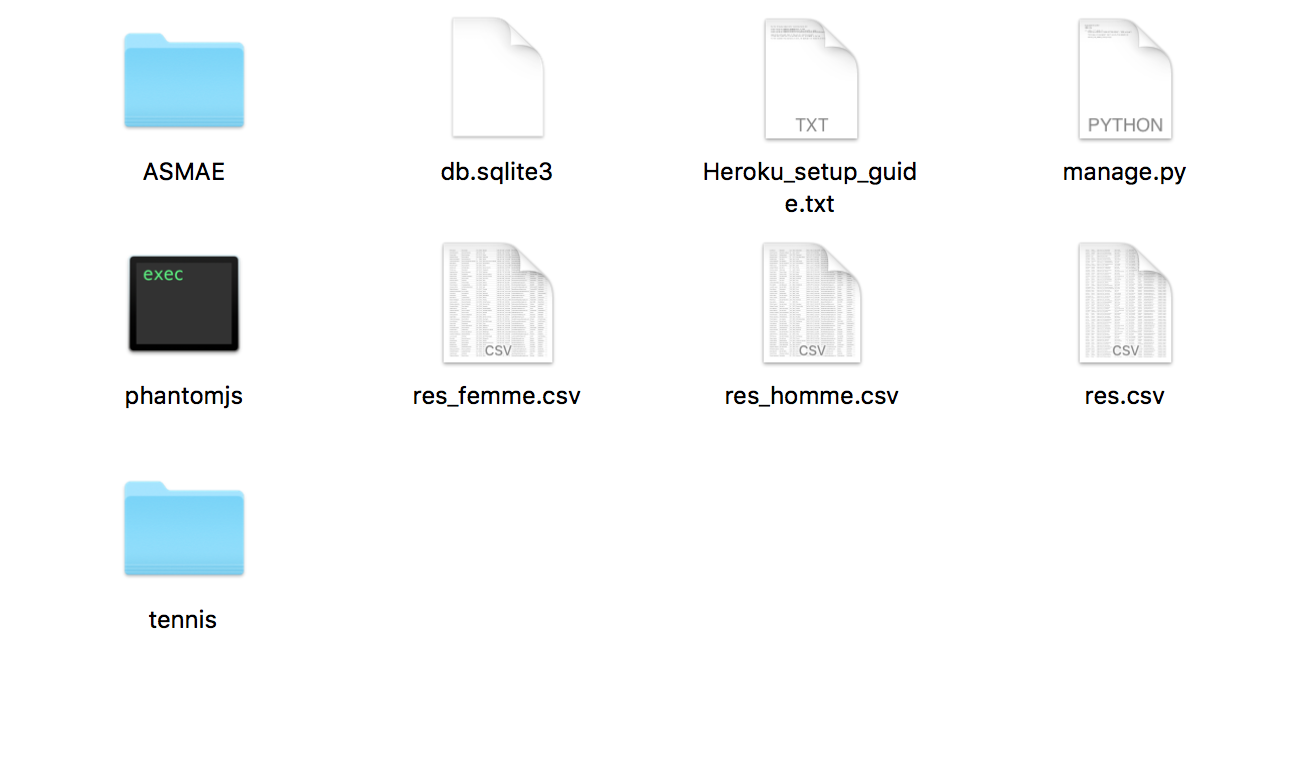 ASMAE
db.sqlite3
TXT
Heroku_setup_guid
e.txt
PYTHON
manage.py
exec
phantomjs
CSV
res_femme.csv
CSV
res_homme.csv
CSV
res.csv
tennis